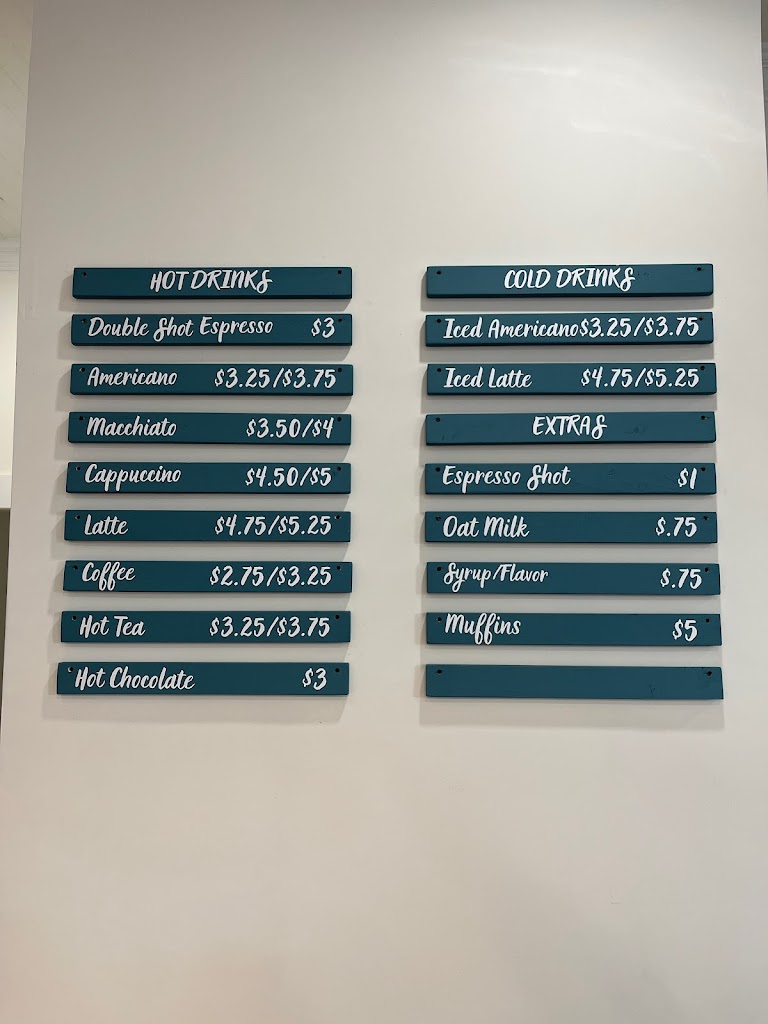 HOT DRINKS
Double Shot Espresso $3
Americano $3.25/$3.75
Macchiato $3.50/$4
Cappuccino $4.50/$5
Latte $4.75/$5.25
Coffee $2.75/$3.25
Hot Tea $3.25/$3.75
Hot Chocolate $3
COLD DRINKS
Iced Americano $3.25/$3.75
Iced Latte $4.75/$5.25
EXTRAS
Espresso Shot $1
Oat Milk $.75
Syrup/Flavor $.75
Muffins $5